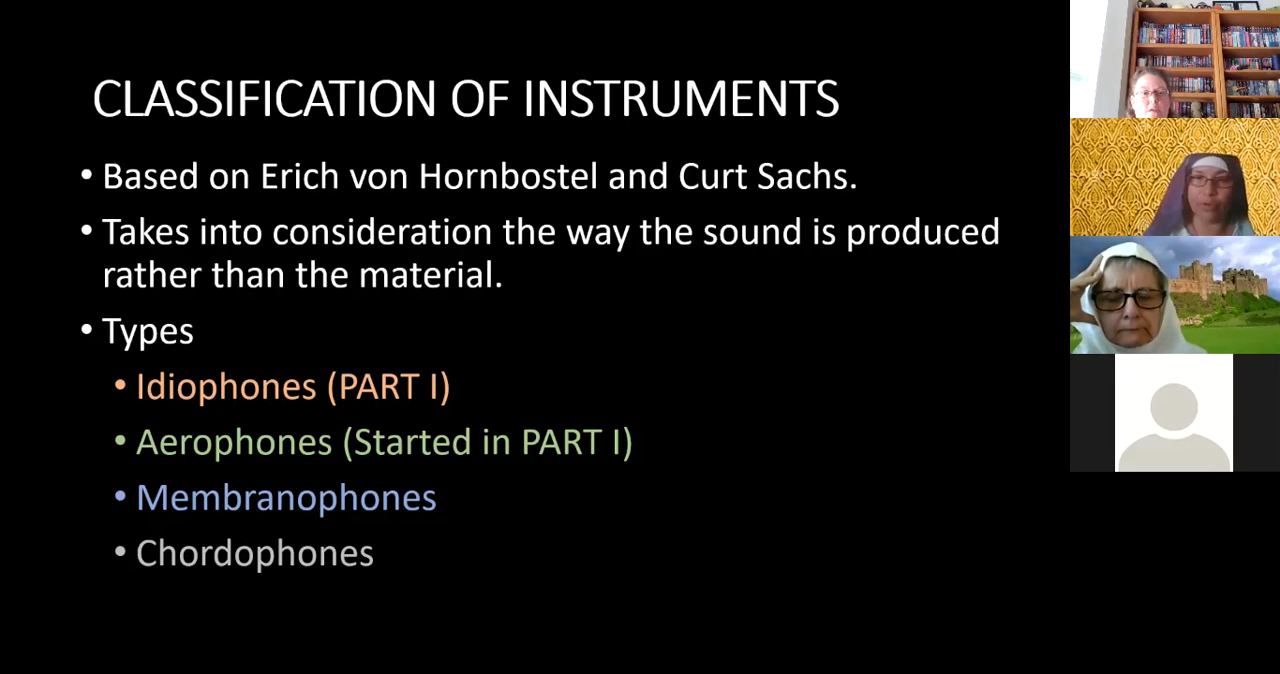 CLASSIFICATION OF INSTRUMENTS
• Based on Erich von Hornbostel and Curt Sachs.
• Takes into consideration the way the sound is produced
rather than the material.
• Types
• Idiophones (PART I)
• Aerophones (Started in PART I)
• Membranophones
• Chordophones